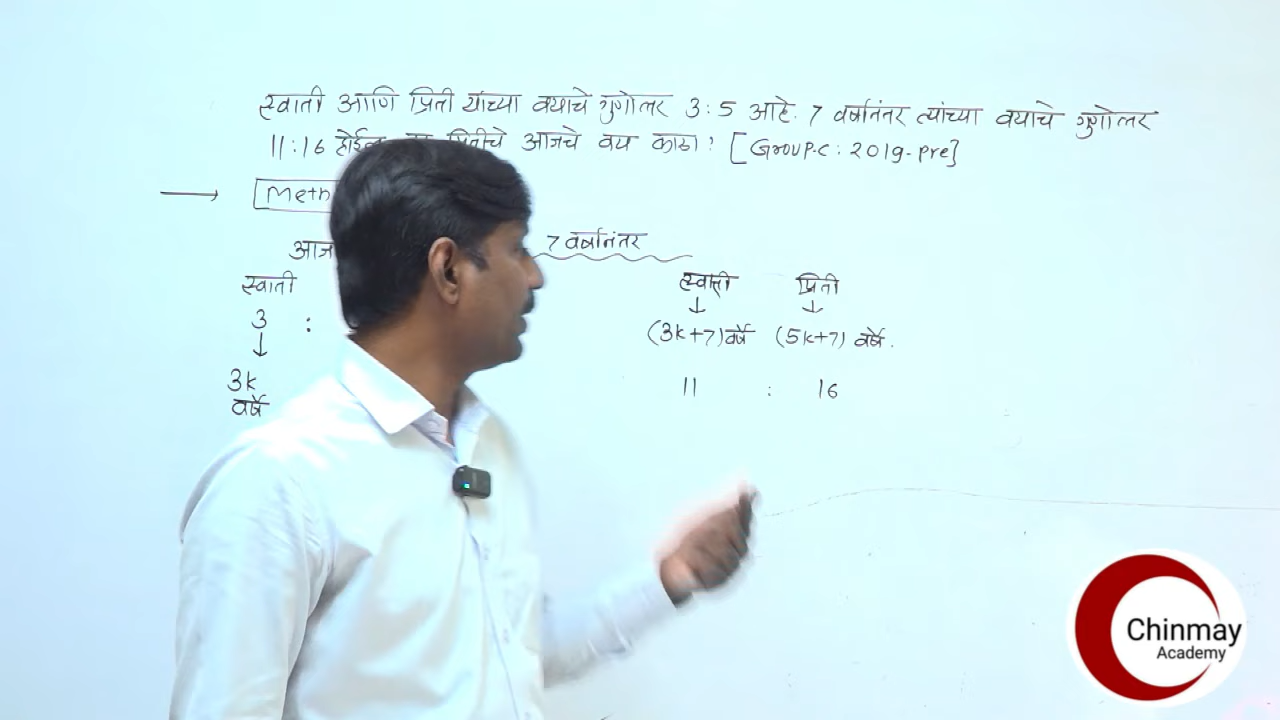 स्वाती आणि प्रिती यांच्या वयाचे गुणोत्तर 3 : 5 आहे. 7 वर्षानंतर त्यांच्या वयाचे गुणोत्तर
11 : 16 होईल प्रितीचे आजचे वय काढा ? [Group-C : 2019-pre]
→ Meth
आज 7 वर्षानंतर
स्वाती स्वाती प्रिती
3 : ↓ ↓
↓ (3k+7) वर्षे (5k+7) वर्षे.
3k 11 : 16
वर्षे
Chinmay
Academy